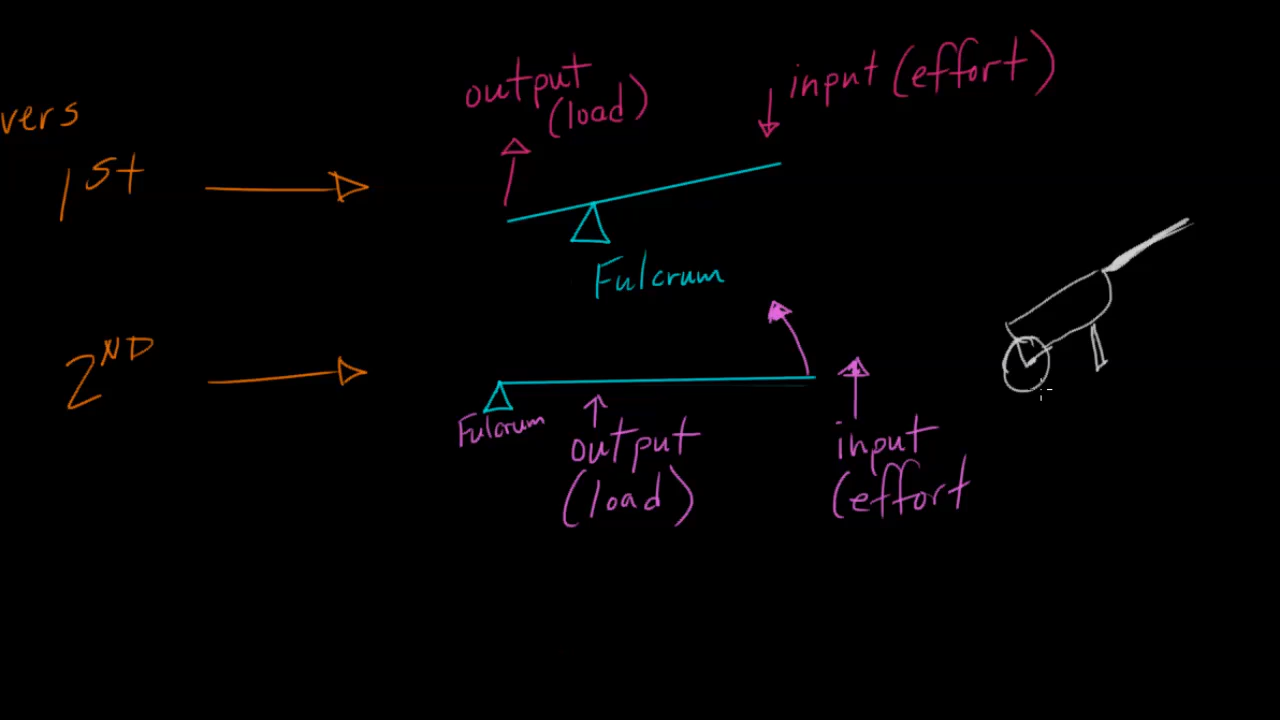 vers
1st
output
(load)
input (effort)
Fulcrum
2ND
Fulcrum
output
(load)
input
(effort